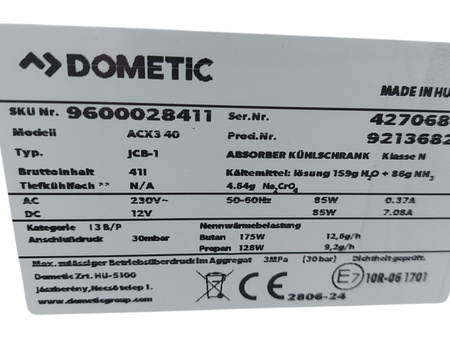 DOMETIC
MADE IN HU
SKU Nr. 9600028411 Ser.Nr. 427068
Modell ACX3 40 Prod.Nr. 9213682
Typ. JCB-1 ABSORBER KÜHLSCHRANK Klasse N
Bruttoinhalt 41l Kältemittel: lösung 159g H₂O + 86g NH₃
Tiefkühlfach ** N/A 4.64g Na₂CrO₄
AC 230V~ 50-60Hz 85W 0.37A
DC 12V 85W 7.08A
Kategorie I 3 B/P Nennwärmebelastung
Anschlußdruck 30mbar Butan 175W 12,6g/h
Propan 128W 9,2g/h
Max. zulässiger Betriebsüberdruck im Aggregat 3MPa (30 bar) Dichtheit geprüft.
Dometic Zrt. HU-5100
Jászberény, Necső telep 1.
www.dometicgroup.com
CE
2806-24
E7 10R-06 1701